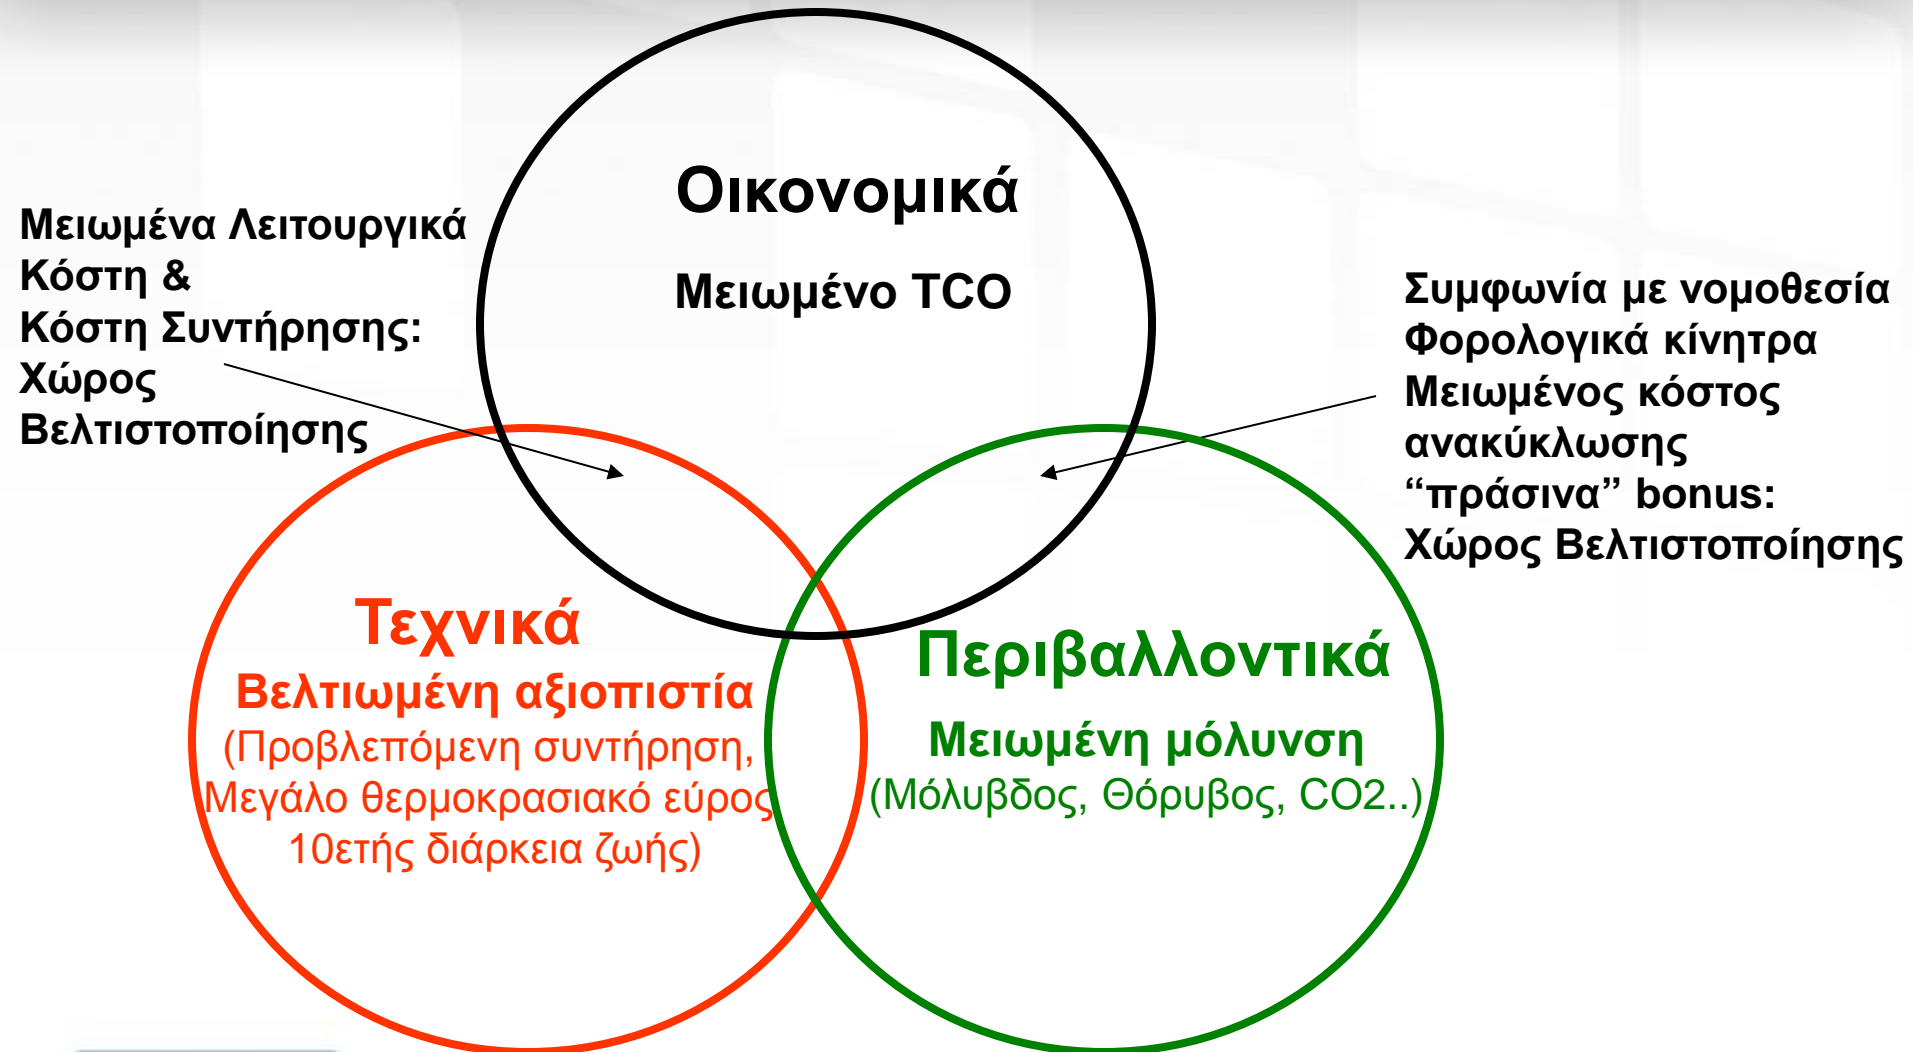 Οικονομικά
Μειωμένο TCO
Μειωμένα Λειτουργικά
Κόστη &
Κόστη Συντήρησης:
Χώρος
Βελτιστοποίησης
Συμφωνία με νομοθεσία
Φορολογικά κίνητρα
Μειωμένος κόστος
ανακύκλωσης
“πράσινα” bonus:
Χώρος Βελτιστοποίησης
Τεχνικά
Βελτιωμένη αξιοπιστία
(Προβλεπόμενη συντήρηση,
Μεγάλο θερμοκρασιακό εύρος
10ετής διάρκεια ζωής)
Περιβαλλοντικά
Μειωμένη μόλυνση
(Μόλυβδος, Θόρυβος, CO2..)